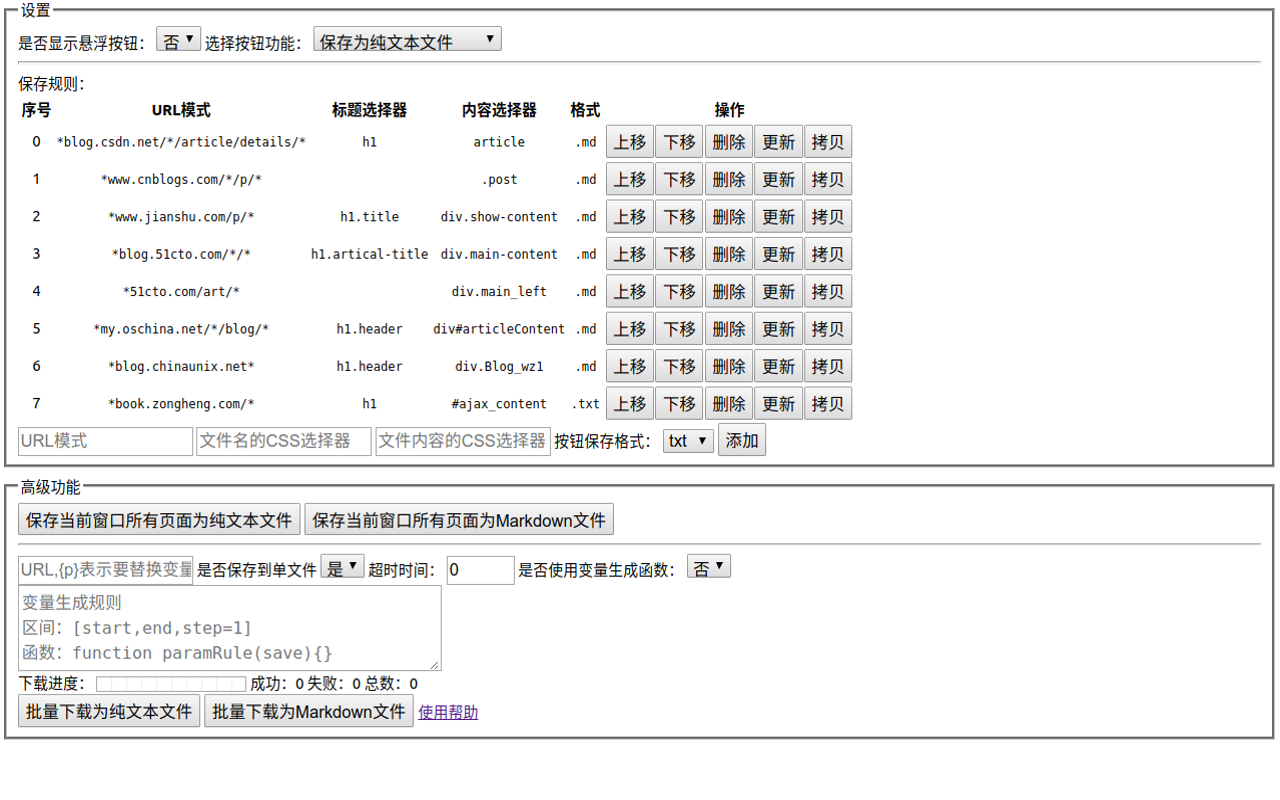 设置
是否显示悬浮按钮： 否 选择按钮功能： 保存为纯文本文件
保存规则：
序号 URL模式 标题选择器 内容选择器 格式 操作
0 *blog.csdn.net/*/article/details/* h1 article .md 上移 下移 删除 更新 拷贝
1 *www.cnblogs.com/*/p/* .post .md 上移 下移 删除 更新 拷贝
2 *www.jianshu.com/p/* h1.title div.show-content .md 上移 下移 删除 更新 拷贝
3 *blog.51cto.com/*/* h1.artical-title div.main-content .md 上移 下移 删除 更新 拷贝
4 *51cto.com/art/* div.main_left .md 上移 下移 删除 更新 拷贝
5 *my.oschina.net/*/blog/* h1.header div#articleContent .md 上移 下移 删除 更新 拷贝
6 *blog.chinaunix.net* h1.header div.Blog_wz1 .md 上移 下移 删除 更新 拷贝
7 *book.zongheng.com/* h1 #ajax_content .txt 上移 下移 删除 更新 拷贝
URL模式 文件名的CSS选择器 文件内容的CSS选择器 按钮保存格式： txt 添加
高级功能
保存当前窗口所有页面为纯文本文件 保存当前窗口所有页面为Markdown文件
URL,{p}表示要替换变量 是否保存到单文件 是 超时时间： 0 是否使用变量生成函数： 否
变量生成规则
区间：[start,end,step=1]
函数：function paramRule(save){}
下载进度： 成功：0 失败：0 总数：0
批量下载为纯文本文件 批量下载为Markdown文件 使用帮助